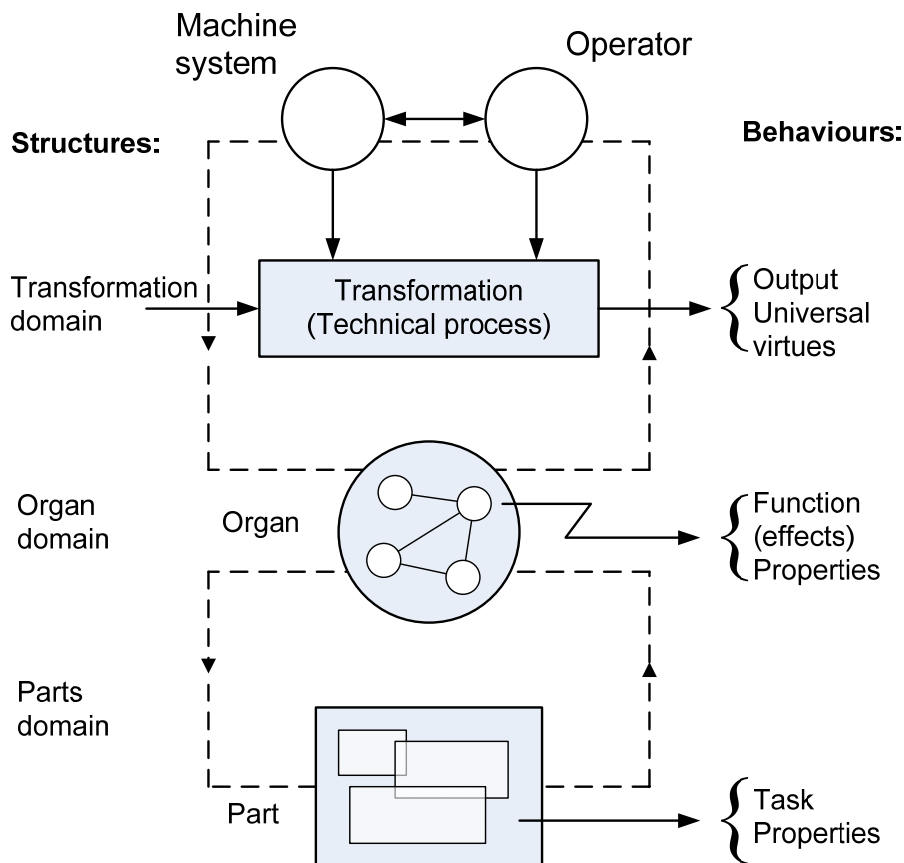 Machine
system
Operator
Structures:
Behaviours:
Transformation
domain
Transformation
(Technical process)
Output
Universal
virtues
Organ
domain
Organ
Function
(effects)
Properties
Parts
domain
Part
Task
Properties